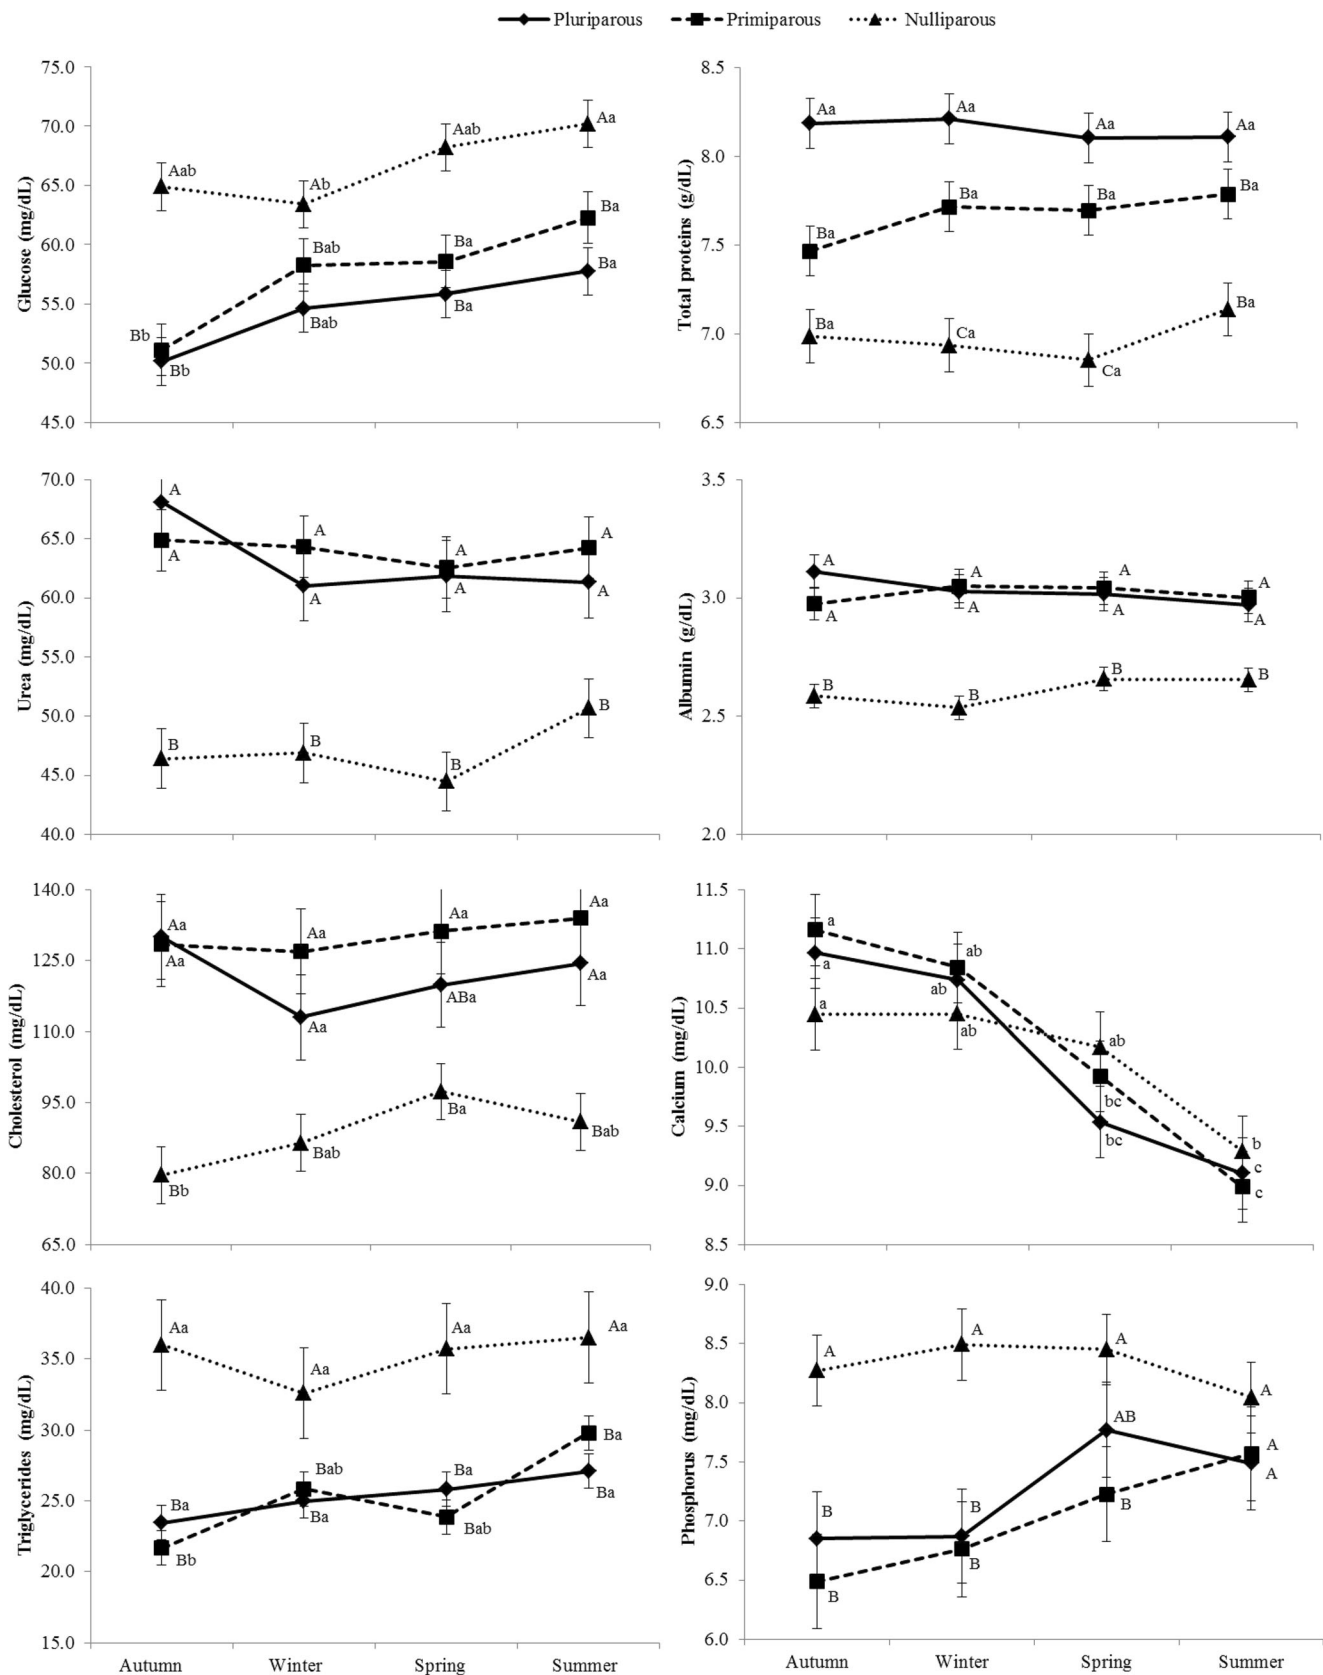 Pluriparous Primiparous Nulliparous
Glucose (mg/dL)
75.0
70.0
65.0
60.0
55.0
50.0
45.0
Aab Ab Aab Aa
Bb Bab Ba Ba
Bb Bab Ba Ba
Total proteins (g/dL)
8.5
8.0
7.5
7.0
6.5
Aa Aa Aa Aa
Ba Ba Ba Ba
Ba Ca Ca Ba
Urea (mg/dL)
70.0
65.0
60.0
55.0
50.0
45.0
40.0
A A A A
A A A A
B B B B
Albumin (g/dL)
3.5
3.0
2.5
2.0
A A A A
A A A A
B B B B
Cholesterol (mg/dL)
140.0
125.0
110.0
95.0
80.0
65.0
Aa Aa Aa Aa
Aa Aa ABa Aa
Bb Bab Ba Bab
Calcium (mg/dL)
11.5
11.0
10.5
10.0
9.5
9.0
8.5
a ab ab b
a ab bc c
a ab bc c
Triglycerides (mg/dL)
40.0
35.0
30.0
25.0
20.0
15.0
Aa Aa Aa Aa
Ba Bab Ba Ba
Bb Ba Bab Ba
Autumn Winter Spring Summer
Phosphorus (mg/dL)
9.0
8.5
8.0
7.5
7.0
6.5
6.0
A A A A
B B AB A
B B B A
Autumn Winter Spring Summer